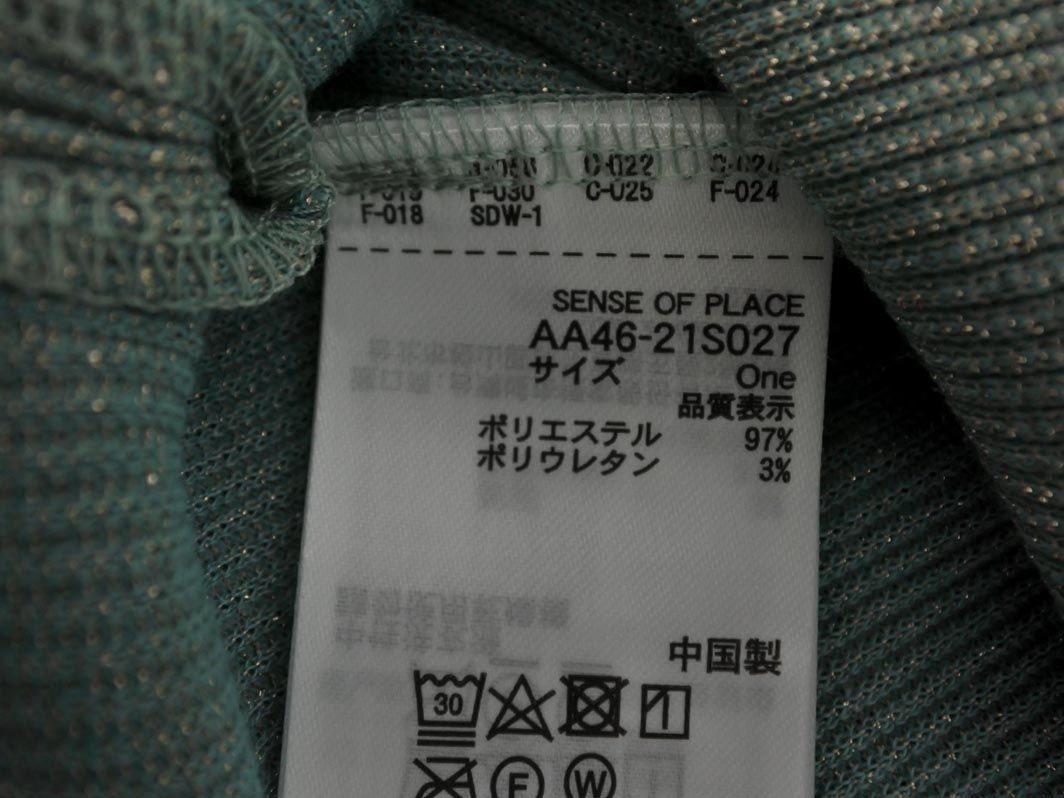 C-022
F-030 C-025 F-024
F-018 SDW-1
SENSE OF PLACE
AA46-21S027
サイズ One
品質表示
ポリエステル 97%
ポリウレタン 3%
中国製
30
F W